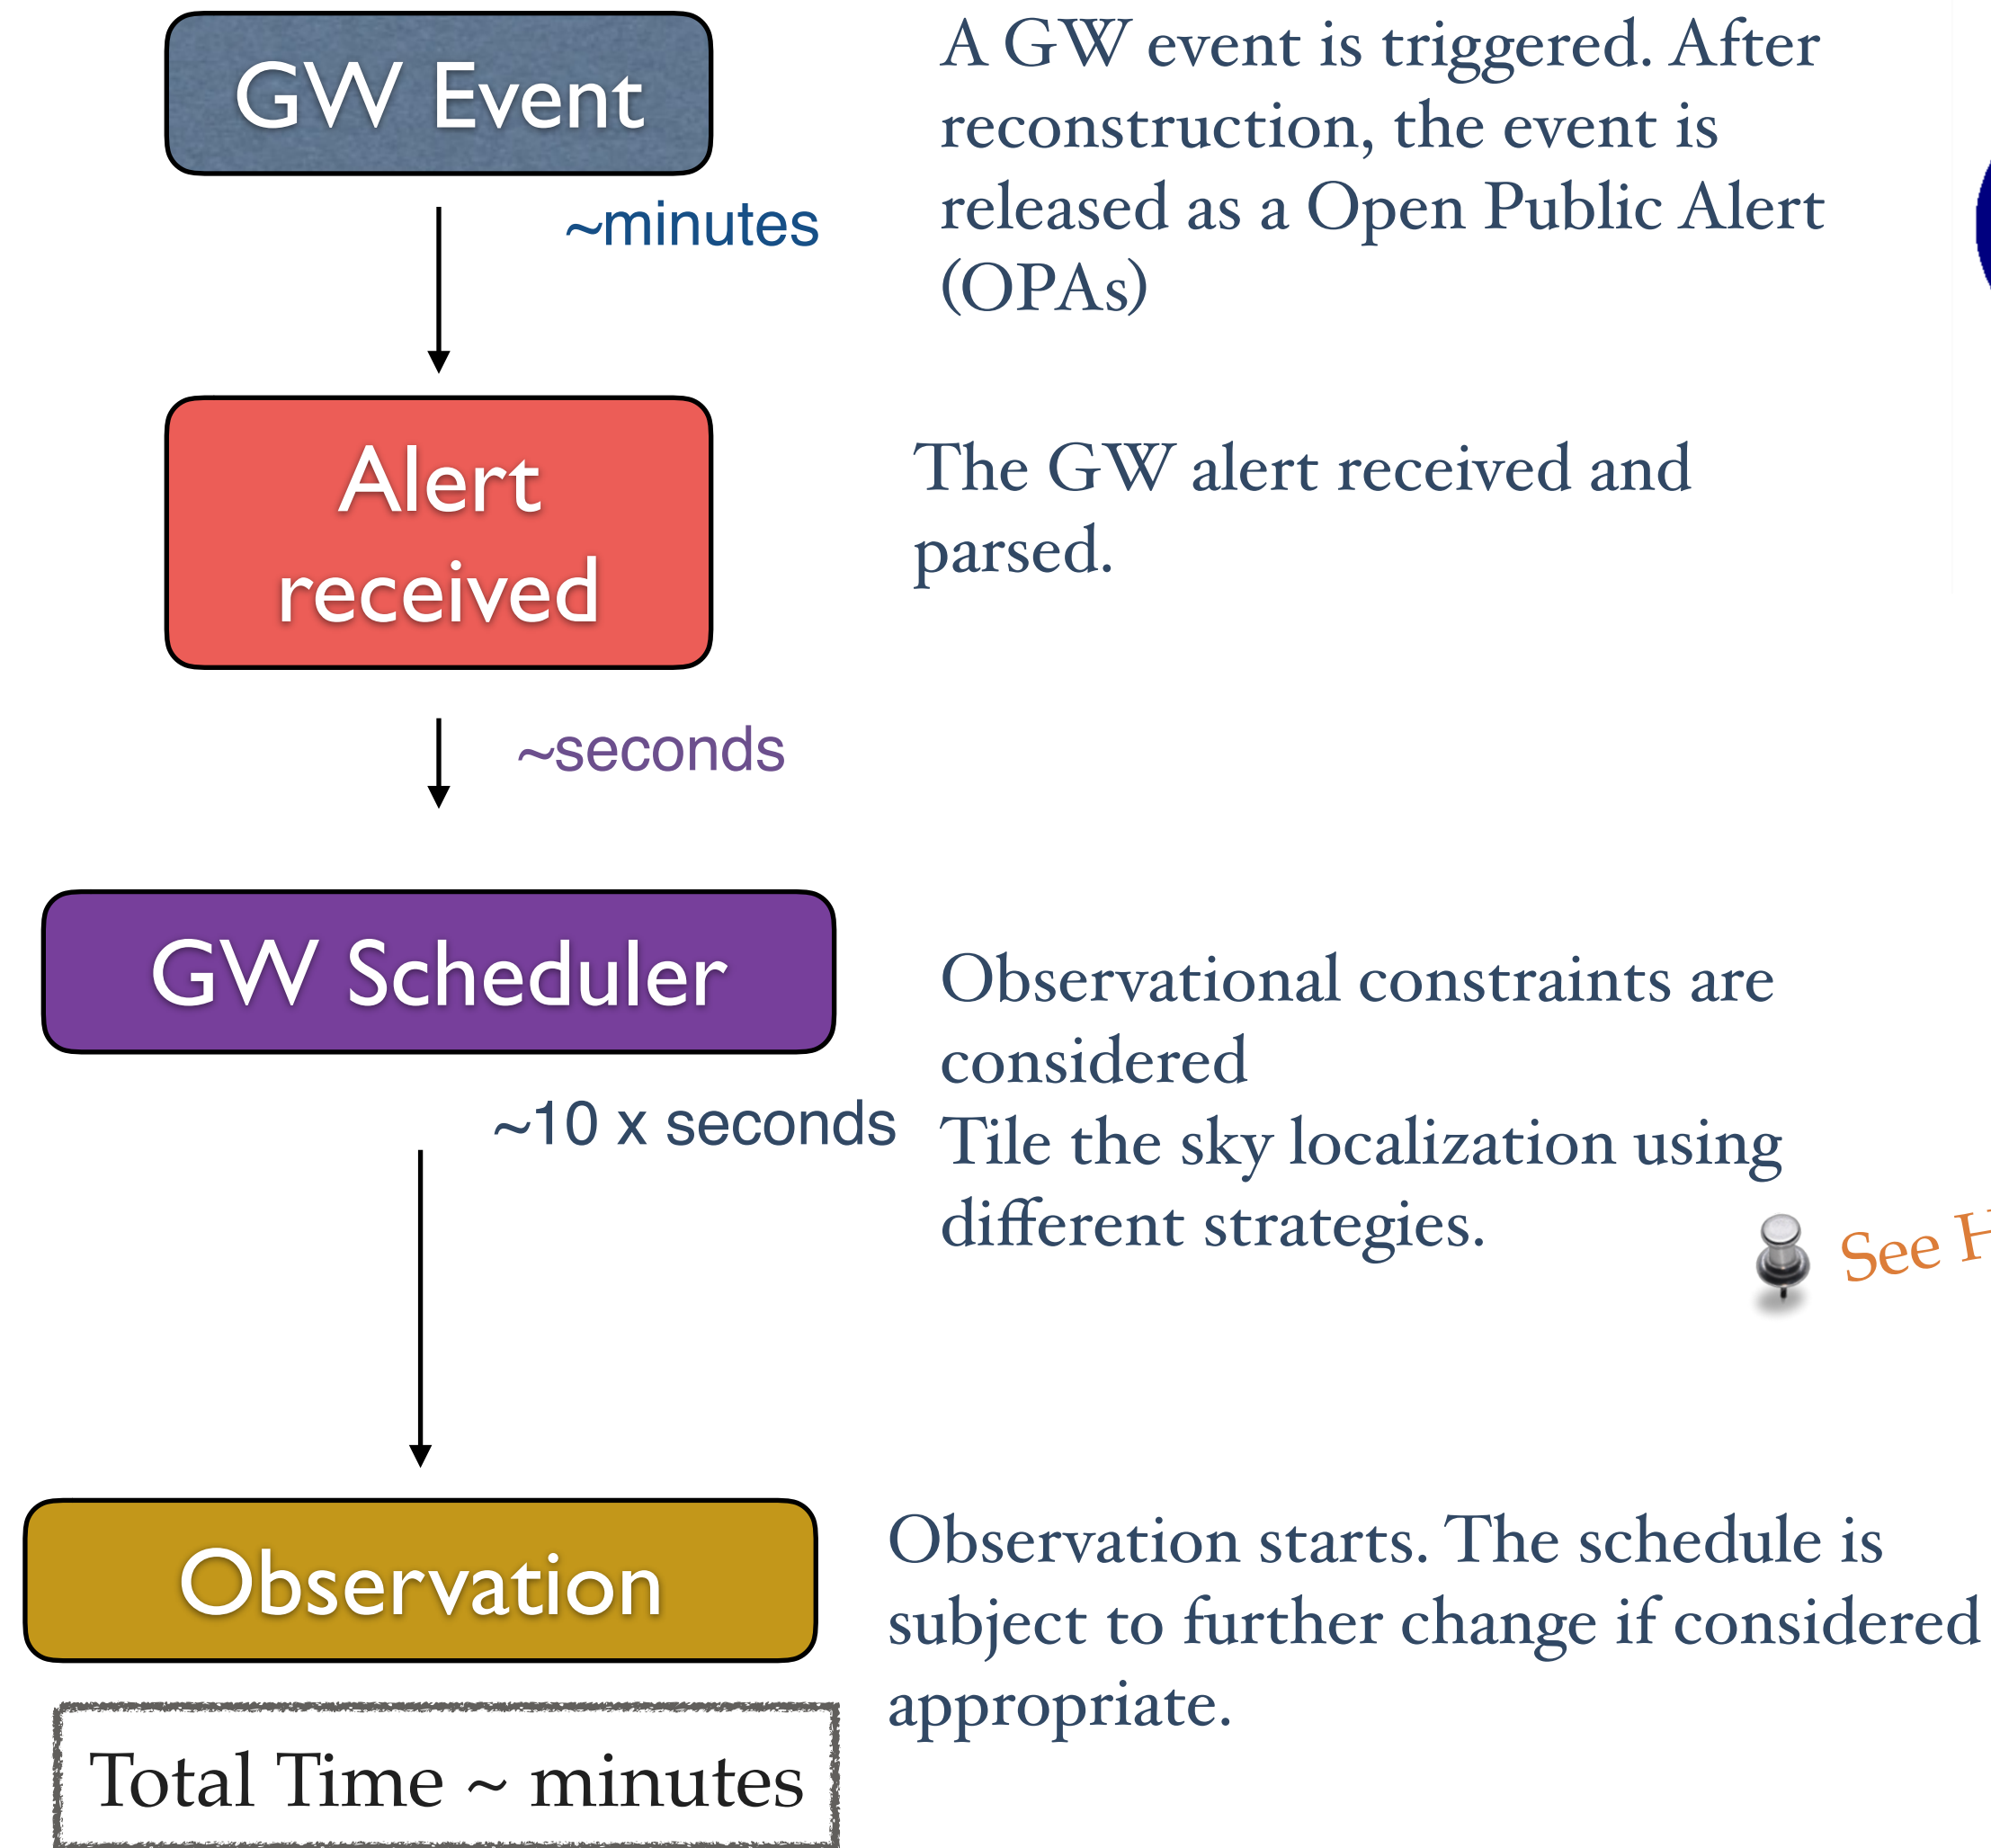 GW Event
A GW event is triggered. After
reconstruction, the event is
released as a Open Public Alert
(OPAs)
~minutes
Alert
received
The GW alert received and
parsed.
~seconds
GW Scheduler
Observational constraints are
considered
Tile the sky localization using
different strategies.
~10 x seconds
See H
Observation
Observation starts. The schedule is
subject to further change if considered
appropriate.
Total Time ~ minutes